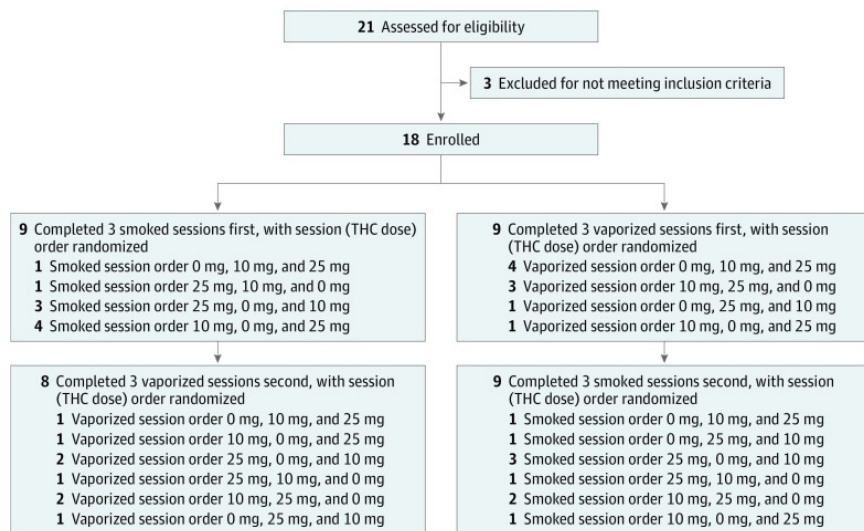 21 Assessed for eligibility
3 Excluded for not meeting inclusion criteria
18 Enrolled
9 Completed 3 smoked sessions first, with session (THC dose)
order randomized
1 Smoked session order 0 mg, 10 mg, and 25 mg
1 Smoked session order 25 mg, 10 mg, and 0 mg
3 Smoked session order 25 mg, 0 mg, and 10 mg
4 Smoked session order 10 mg, 0 mg, and 25 mg
9 Completed 3 vaporized sessions first, with session
(THC dose) order randomized
4 Vaporized session order 0 mg, 10 mg, and 25 mg
3 Vaporized session order 10 mg, 25 mg, and 0 mg
1 Vaporized session order 0 mg, 25 mg, and 10 mg
1 Vaporized session order 10 mg, 0 mg, and 25 mg
8 Completed 3 vaporized sessions second, with session
(THC dose) order randomized
1 Vaporized session order 0 mg, 10 mg, and 25 mg
1 Vaporized session order 10 mg, 0 mg, and 25 mg
2 Vaporized session order 25 mg, 0 mg, and 10 mg
1 Vaporized session order 25 mg, 10 mg, and 0 mg
2 Vaporized session order 10 mg, 25 mg, and 0 mg
1 Vaporized session order 0 mg, 25 mg, and 10 mg
9 Completed 3 smoked sessions second, with session
(THC dose) order randomized
1 Smoked session order 0 mg, 10 mg, and 25 mg
1 Smoked session order 0 mg, 25 mg, and 10 mg
3 Smoked session order 25 mg, 0 mg, and 10 mg
1 Smoked session order 25 mg, 10 mg, and 0 mg
2 Smoked session order 10 mg, 25 mg, and 0 mg
1 Smoked session order 10 mg, 0 mg, and 25 mg